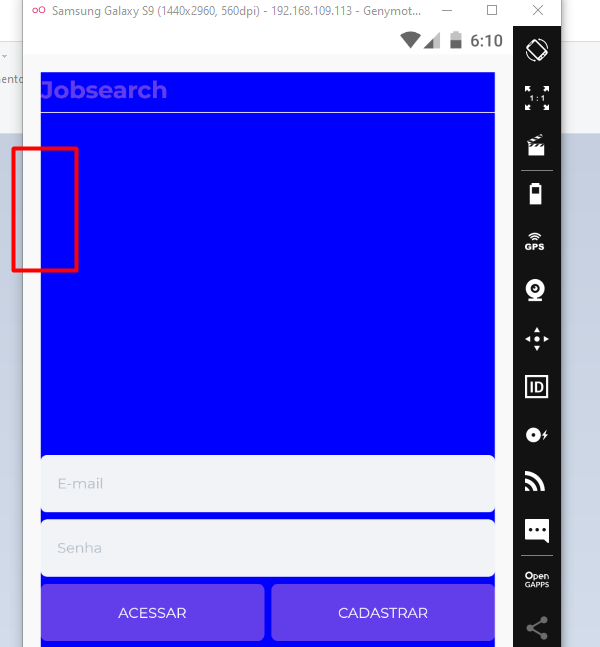 Samsung Galaxy S9 (1440x2960, 560dpi) - 192.168.109.113 - Genymot...
6:10
Jobsearch
1:1
GPS
E-mail
ID
Senha
ACESSAR
CADASTRAR
Open
GAPPS